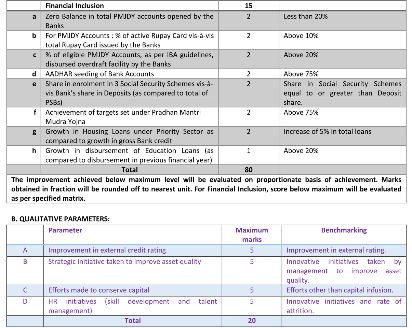 Financial Inclusion 15
a Zero Balance in total PMJDY accounts opened by the 2 Less than 20%
Banks
b For PMJDY Accounts : % of active Rupay Card vis-à-vis 2 Above 10%
total Rupay Card issued by the Banks
c % of eligible PMJDY Accounts, as per IBA guidelines, 2 Above 20%
disbursed overdraft facility by the Banks
d AADHAR seeding of Bank Accounts 2 Above 75%
e Share in enrolment in 3 Social Security Schemes vis-à- 2 Share in Social Security Schemes
vis Bank's share in Deposits (as compared to total of equal to or greater than Deposit
PSBs) share.
f Achievement of targets set under Pradhan Mantri 2 Above 75%
Mudra Yojna
g Growth in Housing Loans under Priority Sector as 2 Increase of 5% in total loans
compared to growth in gross Bank credit
h Growth in disbursement of Education Loans (as 1 Above 20%
compared to disbursement in previous financial year)
Total 80
The improvement achieved below maximum level will be evaluated on proportionate basis of achievement. Marks
obtained in fraction will be rounded off to nearest unit. For Financial Inclusion, score below maximum will be evaluated
as per specified matrix.
B. QUALITATIVE PARAMETERS:
Parameter Maximum Benchmarking
marks
A Improvement in external credit rating 5 Improvement in external rating.
B Strategic initiative taken to improve asset quality 5 Innovative initiatives taken by
management to improve asset
quality.
C Efforts made to conserve capital 5 Efforts other than capital infusion.
D HR initiatives (skill development and talent 5 Innovative initiatives and rate of
management) attrition.
Total 20